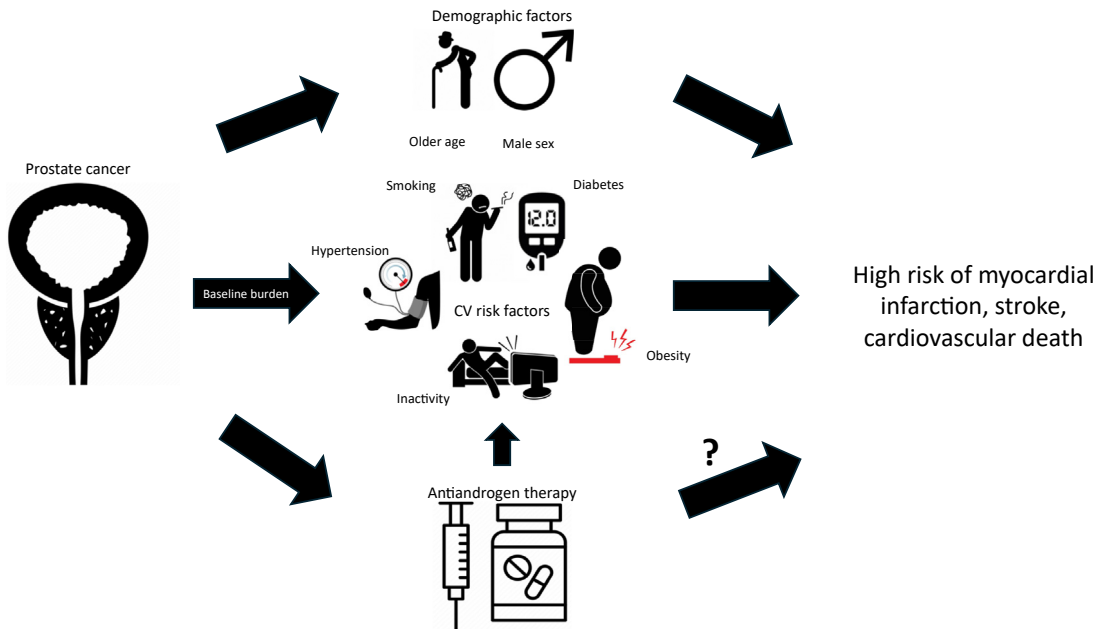 Demographic factors
Older age
Male sex
Prostate cancer
Smoking
Diabetes
12.0
Hypertension
Baseline burden
CV risk factors
High risk of myocardial
infarction, stroke,
cardiovascular death
Obesity
Inactivity
?
Antiandrogen therapy